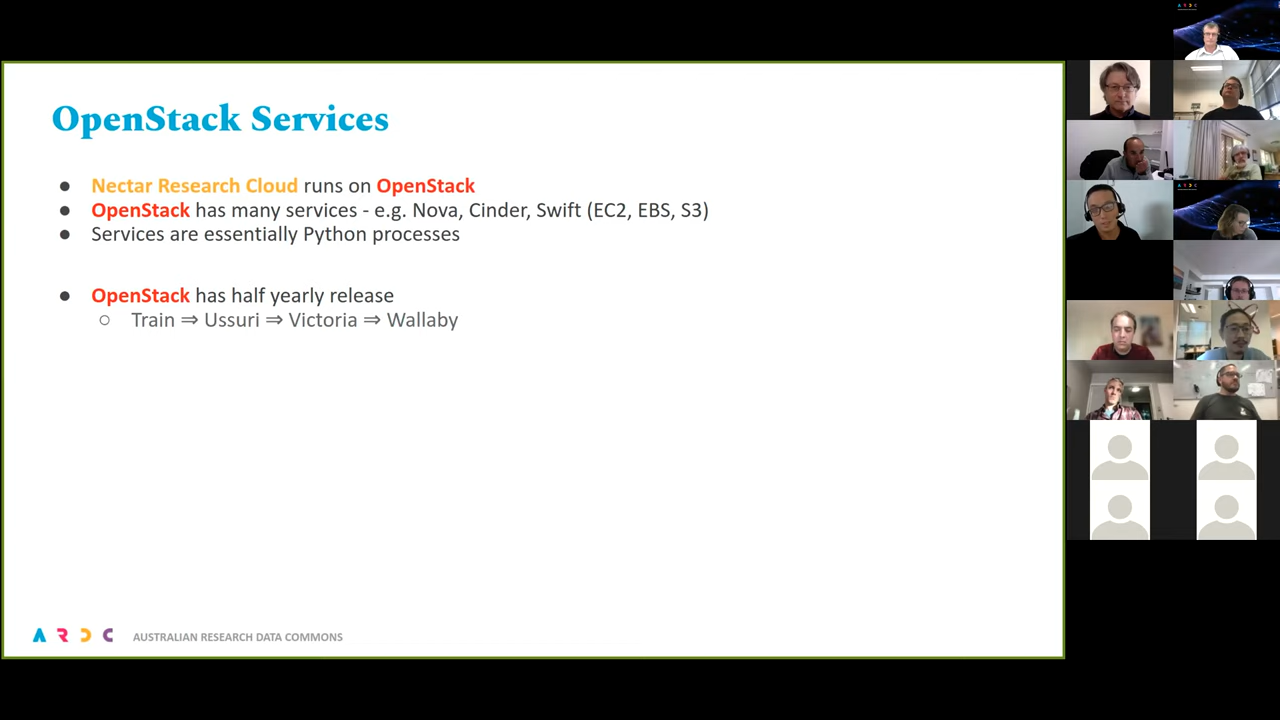 OpenStack Services
● Nectar Research Cloud runs on OpenStack
● OpenStack has many services - e.g. Nova, Cinder, Swift (EC2, EBS, S3)
● Services are essentially Python processes
● OpenStack has half yearly release
○ Train ⇒ Ussuri ⇒ Victoria ⇒ Wallaby
ARDC AUSTRALIAN RESEARCH DATA COMMONS